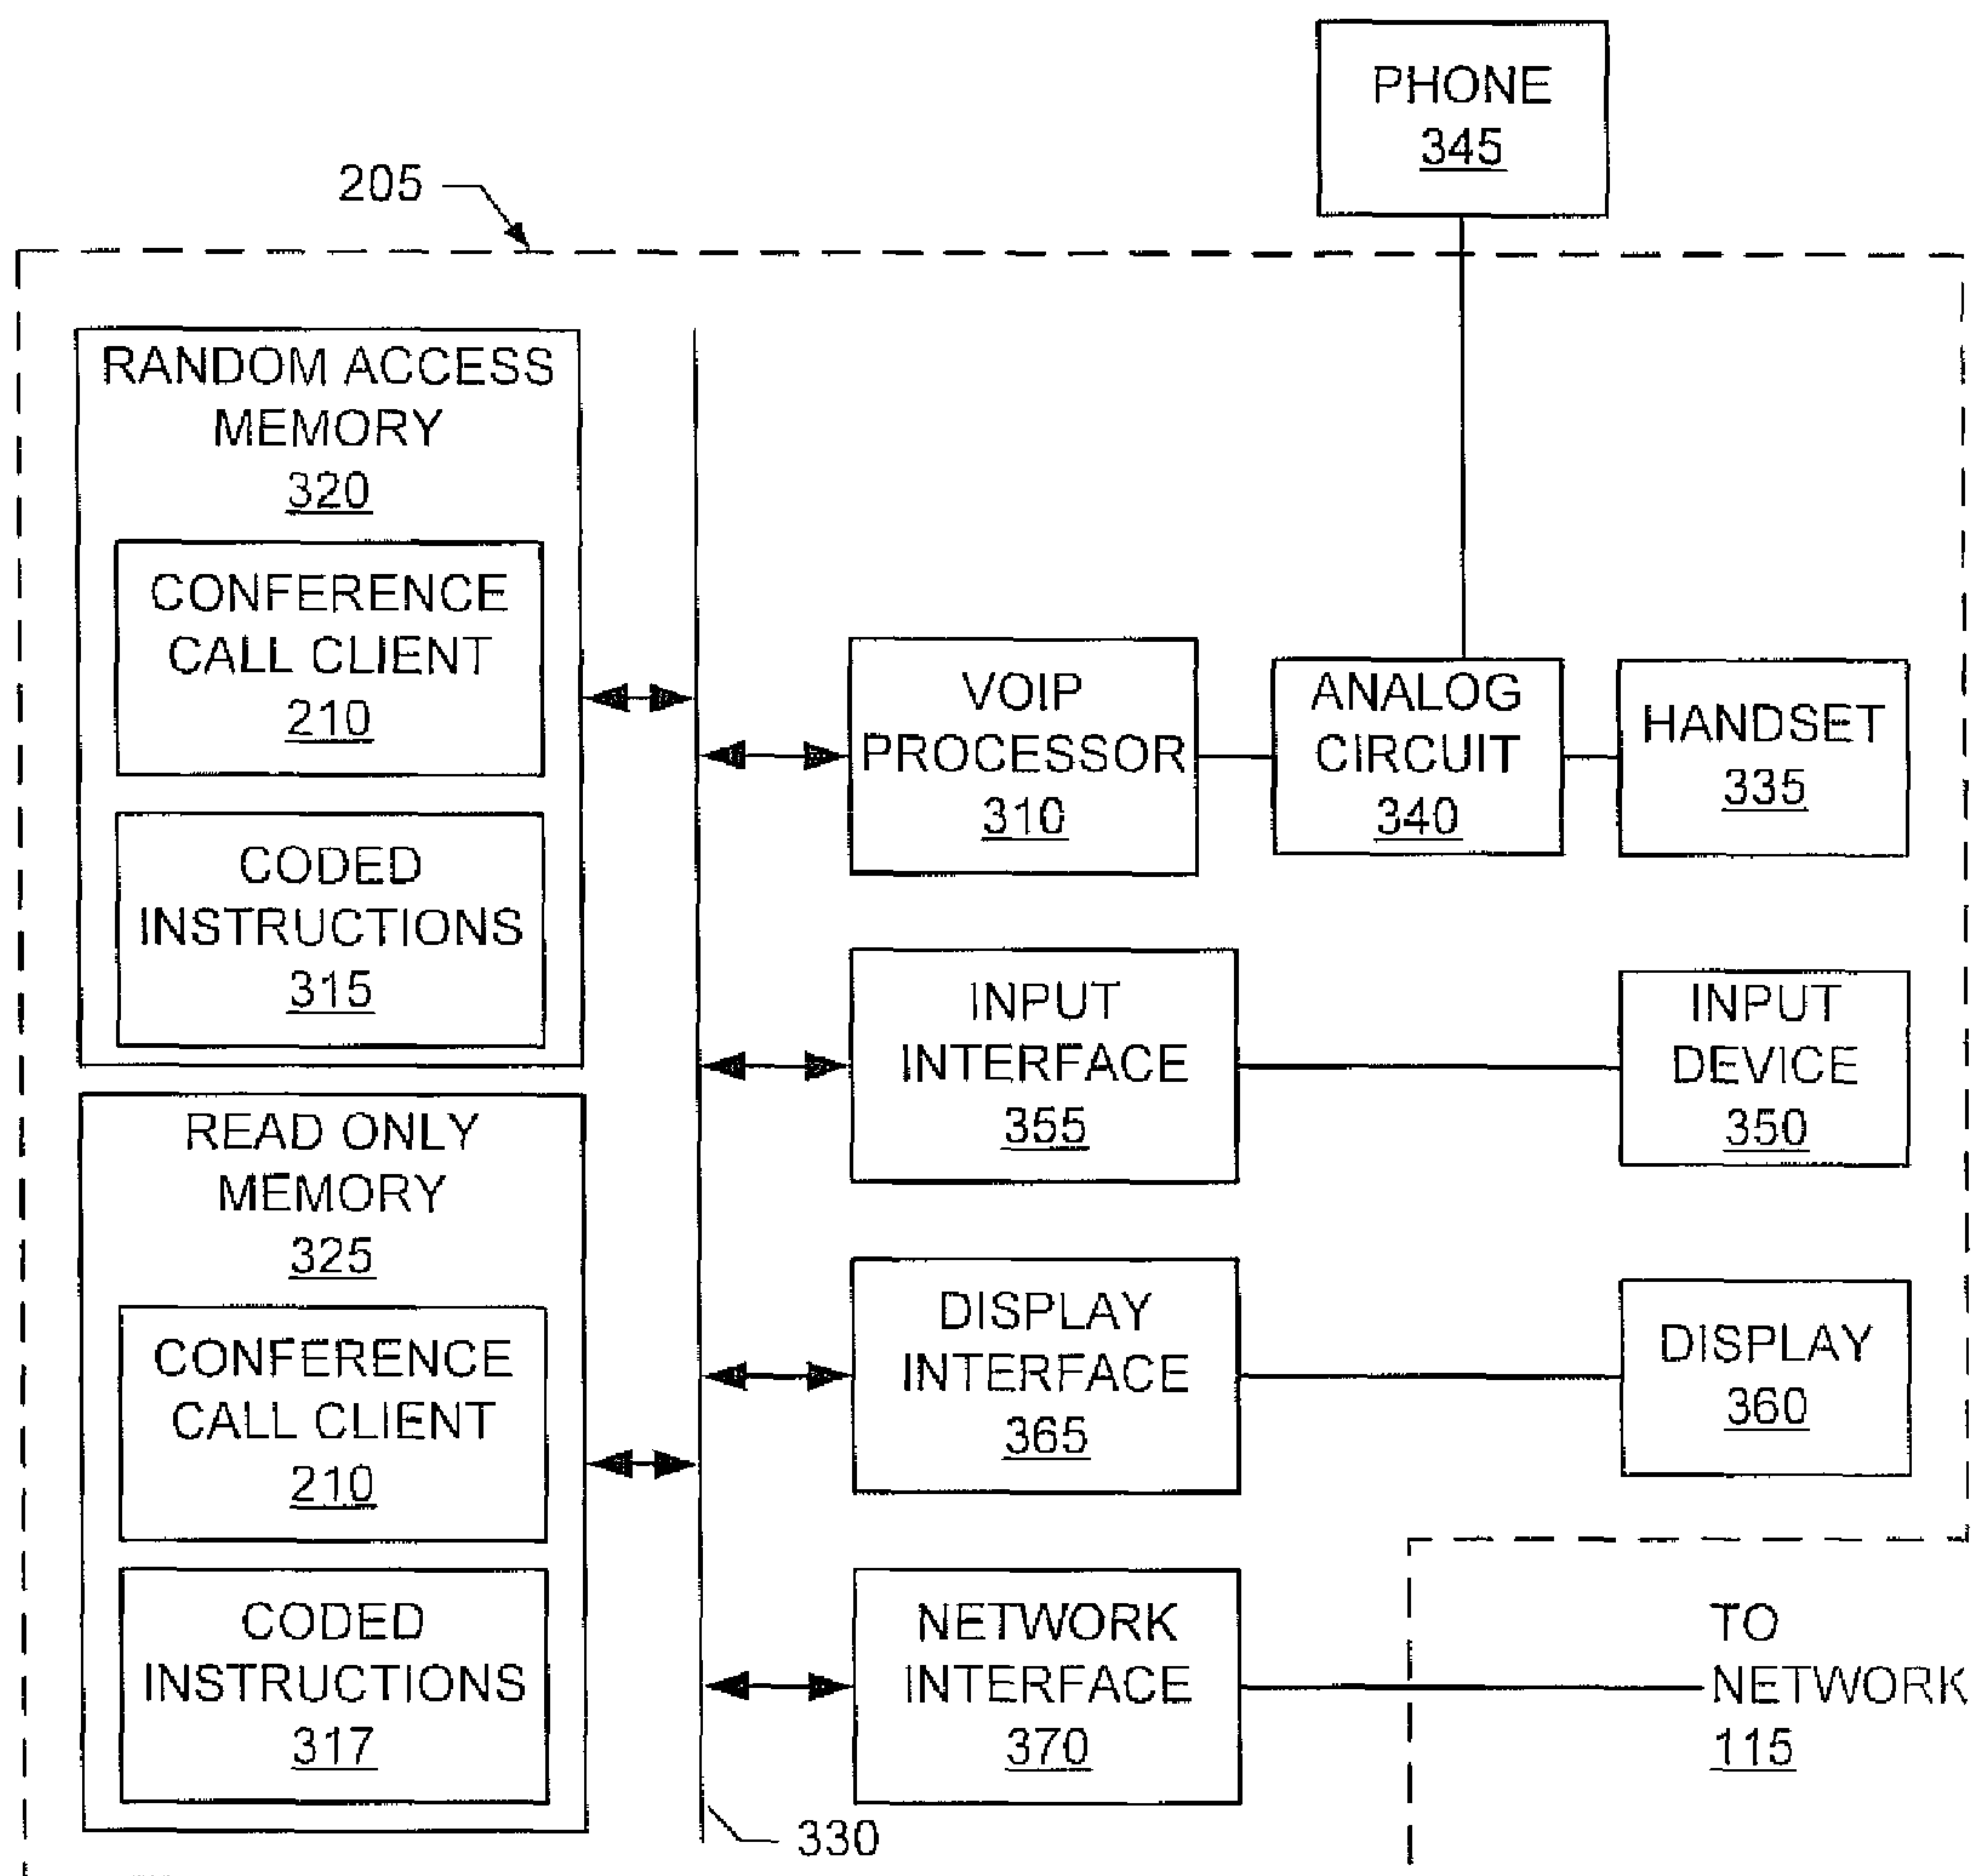 PHONE
345
205
RANDOM ACCESS
MEMORY
320
CONFERENCE
CALL CLIENT
210
CODED
INSTRUCTIONS
315
READ ONLY
MEMORY
325
CONFERENCE
CALL CLIENT
210
CODED
INSTRUCTIONS
317
VOIP
PROCESSOR
310
ANALOG
CIRCUIT
340
HANDSET
335
INPUT
INTERFACE
355
INPUT
DEVICE
350
DISPLAY
INTERFACE
365
DISPLAY
360
NETWORK
INTERFACE
370
TO
NETWORK
115
330